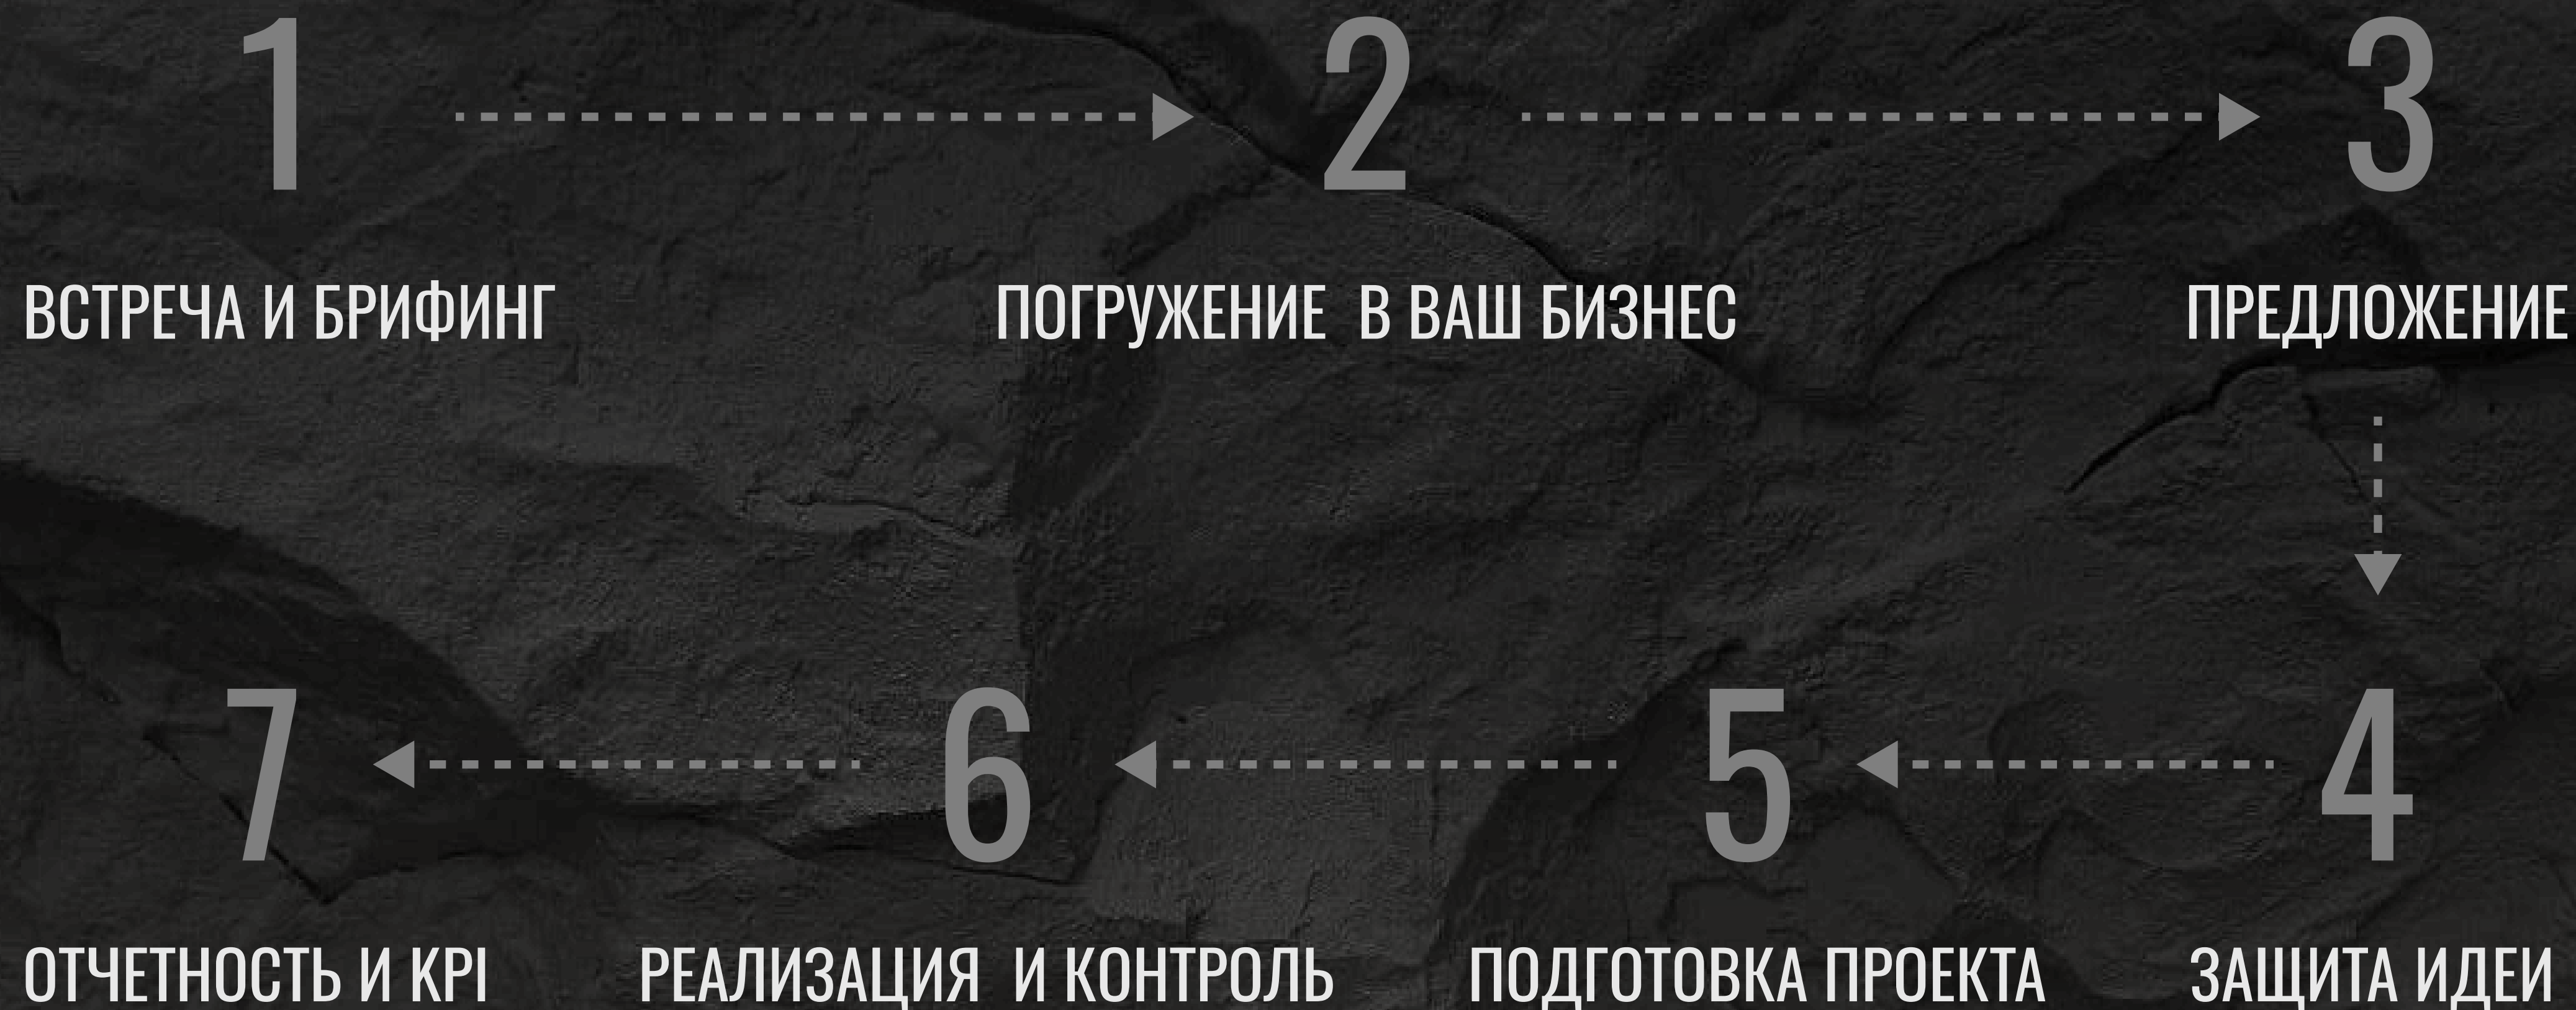 1
2
3
ВСТРЕЧА И БРИФИНГ
ПОГРУЖЕНИЕ В ВАШ БИЗНЕС
ПРЕДЛОЖЕНИЕ
4
5
6
7
ЗАЩИТА ИДЕИ
ПОДГОТОВКА ПРОЕКТА
РЕАЛИЗАЦИЯ И КОНТРОЛЬ
ОТЧЕТНОСТЬ И KPI